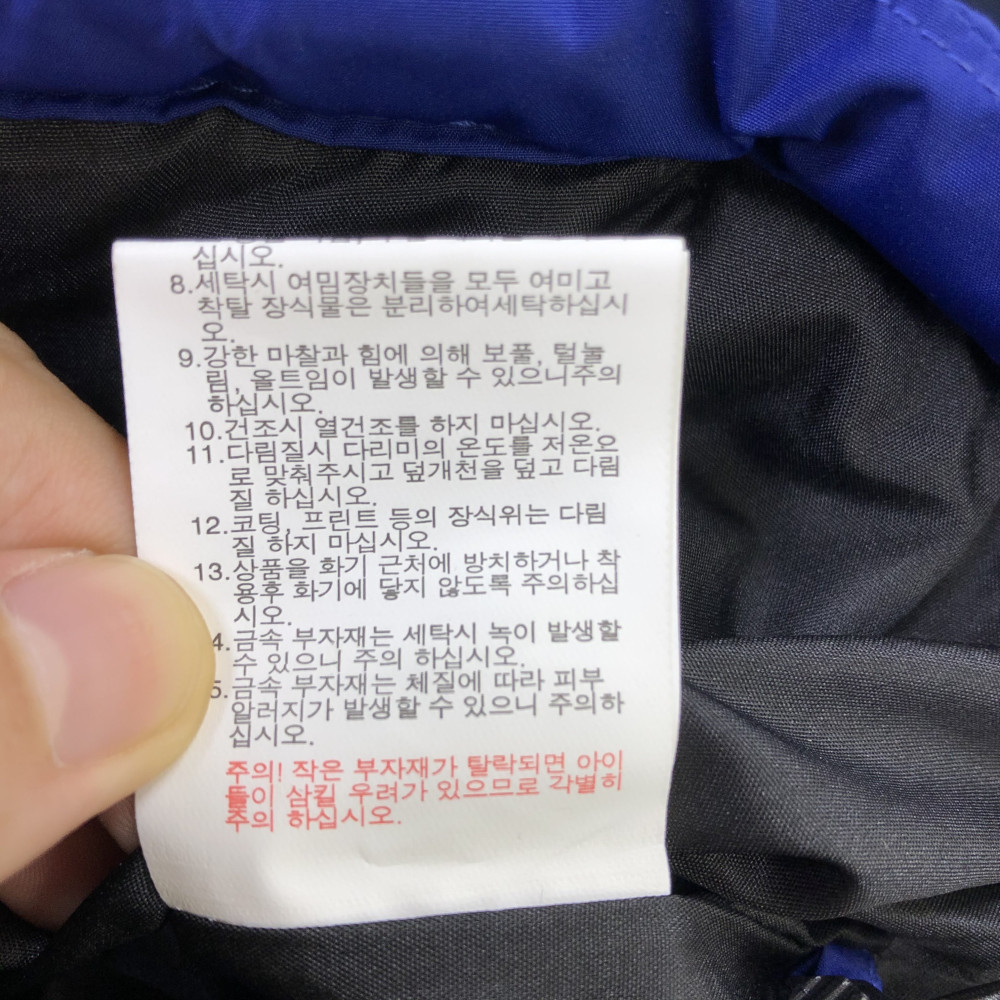 십시오.
8.세탁시 여밈장치들을 모두 여미고
착탈 장식물은 분리하여세탁하십시
오.
9.강한 마찰과 힘에 의해 보풀, 털눌
림, 올트임이 발생할 수 있으니주의
하십시오.
10.건조시 열건조를 하지 마십시오.
11.다림질시 다리미의 온도를 저온오
로 맞춰주시고 덮개천을 덮고 다림
질 하십시오.
12.코팅, 프린트 등의 장식위는 다림
질 하지 마십시오.
13.상품을 화기 근처에 방치하거나 착
용후 화기에 닿지 않도록 주의하십
시오.
4.금속 부자재는 세탁시 녹이 발생할
수 있으니 주의 하십시오.
5.금속 부자재는 체질에 따라 피부
알러지가 발생할 수 있으니 주의하
십시오.
주의! 작은 부자재가 탈락되면 아이
들이 삼킬 우려가 있으므로 각별히
주의 하십시오.